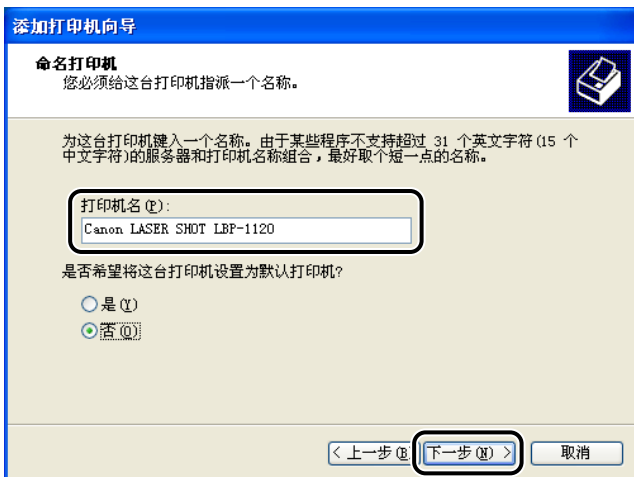 添加打印机向导
命名打印机
您必须给这台打印机指派一个名称。
为这台打印机键入一个名称。由于某些程序不支持超过 31 个英文字符(15 个
中文字符)的服务器和打印机名称组合，最好取个短一点的名称。
打印机名(P):
Canon LASER SHOT LBP-1120
是否希望将这台打印机设置为默认打印机?
是(Y)
否(O)
< 上一步(B 下一步(N) > 取消